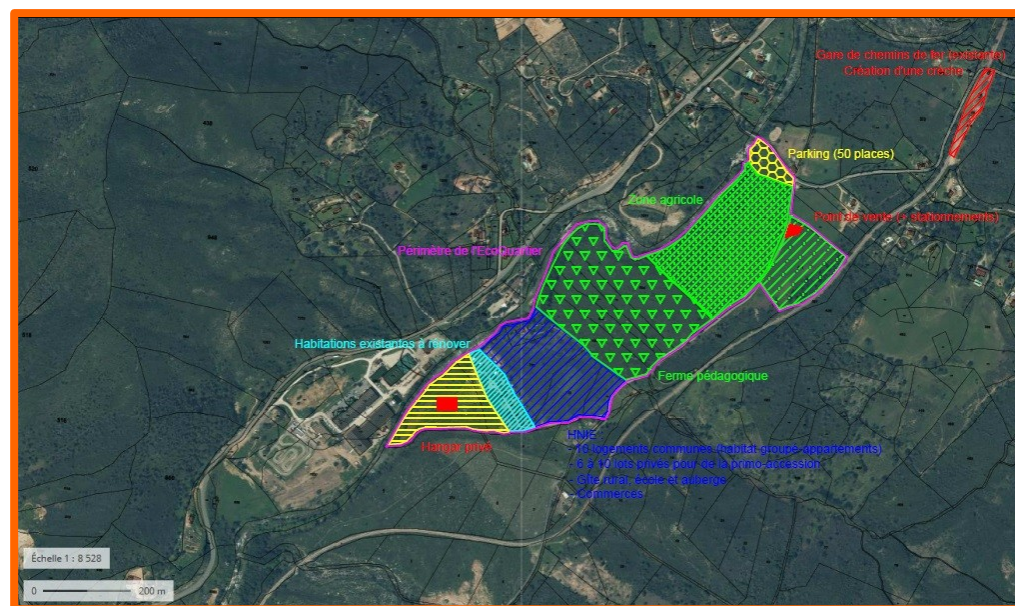 Gare de chemins de fer (existante)
Création d'une crèche
Parking (50 places)
Zone agricole
Point de vente (+ stationnements)
Périmètre de l'EcoQuartier
Habitations existantes à rénover
Ferme pédagogique
Hangar privé
HNIE
- 10 logements communes (habitat-groupe-appartements)
- 6 à 10 lots privés pour de la primo-accession
- Gîte rural, école et auberge
- Commerces
Échelle 1 : 8 528
0 200 m